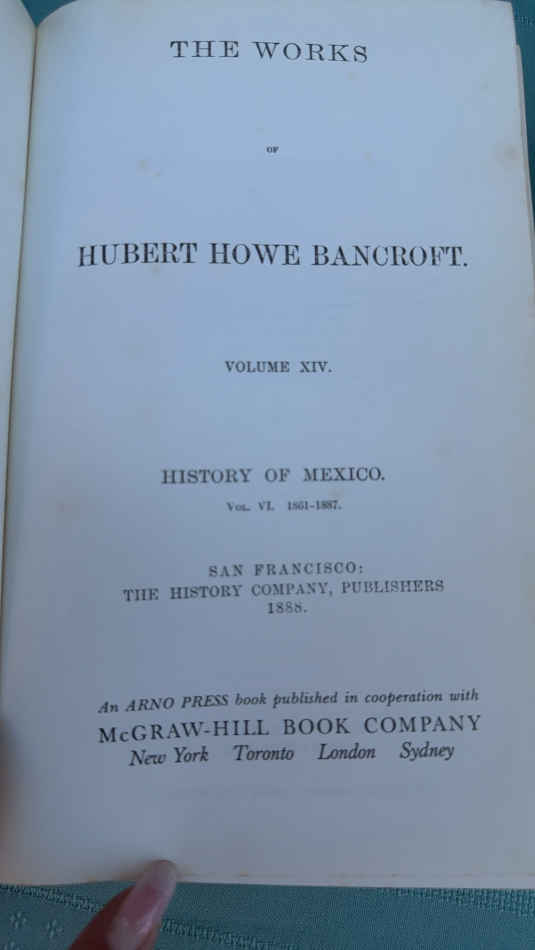 THE WORKS
OF
HUBERT HOWE BANCROFT.
VOLUME XIV.
HISTORY OF MEXICO.
VOL. VI. 1861–1887.
SAN FRANCISCO:
THE HISTORY COMPANY, PUBLISHERS
1888.
An ARNO PRESS book published in cooperation with
McGRAW-HILL BOOK COMPANY
New York Toronto London Sydney